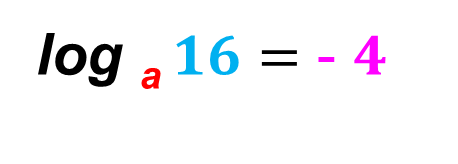 log a 16 = - 4